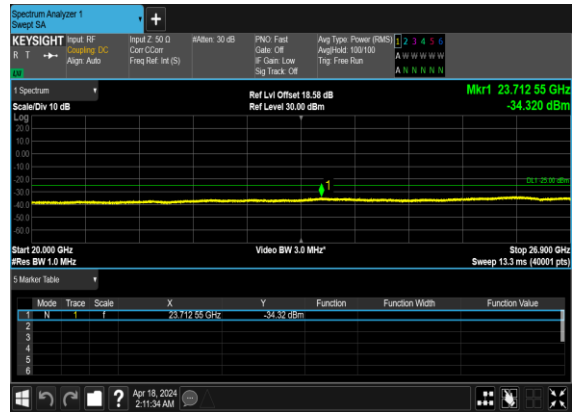 Spectrum Analyzer 1
Swept SA
KEYSIGHT Input: RF Input Z: 50 Ω #Atten: 30 dB PNO: Fast Avg Type: Power (RMS) 1 2 3 4 5 6
R T Coupling: DC Corr CCorr Gate: Off Avg|Hold: 100/100 A W W W W W
Align: Auto Freq Ref: Int (S) IF Gain: Low Trig: Free Run
Sig Track: Off A N N N N N
1 Spectrum
Ref Lvl Offset 18.58 dB Mkr1 23.712 55 GHz
Scale/Div 10 dB Ref Level 30.00 dBm -34.320 dBm
Log
20.0
10.0
0.00
-10.0
-20.0
DL1 -25.00 dBm
-30.0
1
-40.0
-50.0
-60.0
Start 20.000 GHz Video BW 3.0 MHz* Stop 26.900 GHz
#Res BW 1.0 MHz Sweep 13.3 ms (40001 pts)
5 Marker Table
Mode Trace Scale X Y Function Function Width Function Value
1 N 1 f 23.712 55 GHz -34.32 dBm
2
3
4
5
6
? Apr 18, 2024
2:11:34 AM